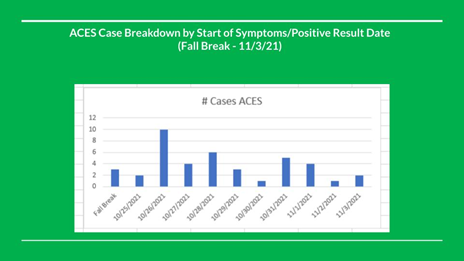 ACES Case Breakdown by Start of Symptoms/Positive Result Date
(Fall Break - 11/3/21)
# Cases ACES
12
10
8
6
4
2
0
Fall Break 10/25/2021 10/26/2021 10/27/2021 10/28/2021 10/29/2021 10/30/2021 10/31/2021 11/1/2021 11/2/2021 11/3/2021